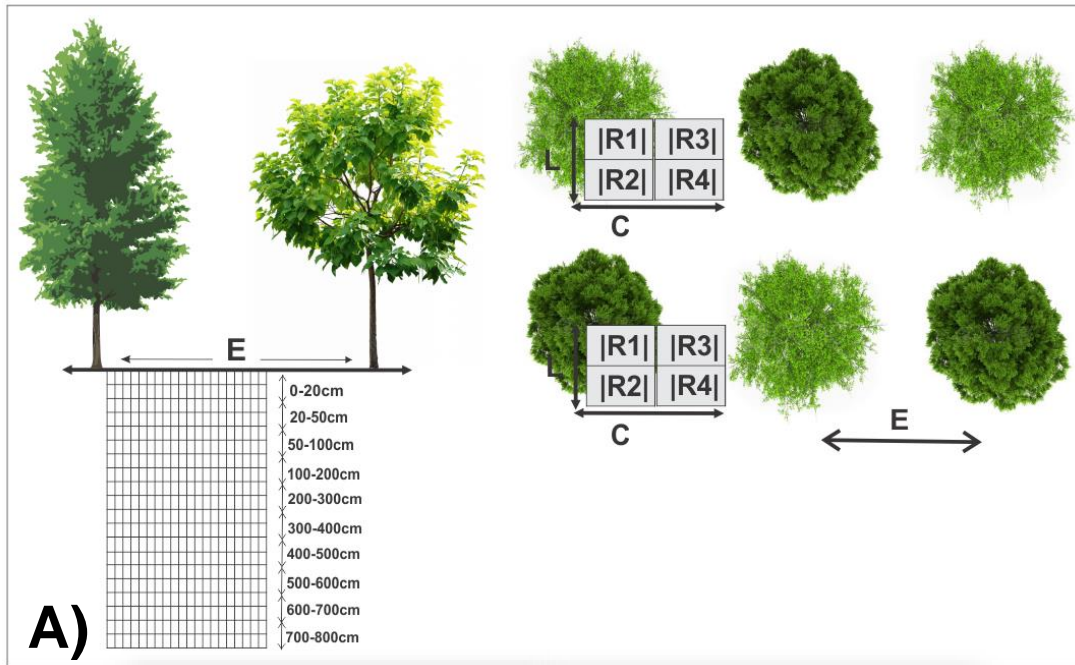 E
0-20cm
20-50cm
50-100cm
100-200cm
200-300cm
300-400cm
400-500cm
500-600cm
600-700cm
700-800cm
A)
L
|R1| |R3|
|R2| |R4|
C
L
|R1| |R3|
|R2| |R4|
C
E